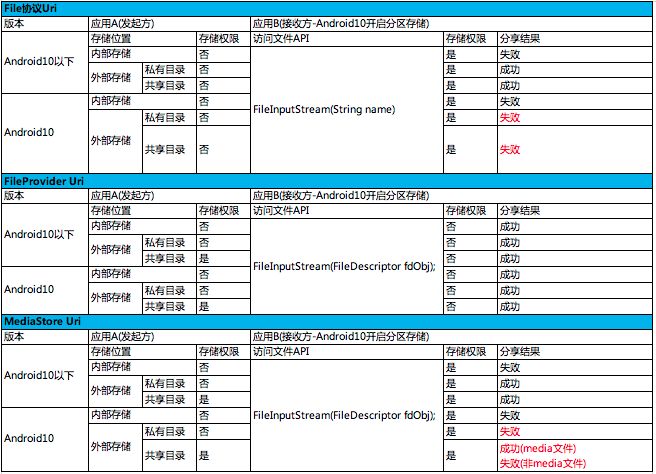 File协议Uri
版本 应用A(发起方) 应用B(接收方-Android10开启分区存储)
存储位置 存储权限 访问文件API 存储权限 分享结果
Android10以下 内部存储 否 FileInputStream(String name) 是 失败
外部存储 私有目录 否 是 成功
共享目录 否 是 成功
Android10 内部存储 否 是 失败
外部存储 私有目录 否 是 失败
共享目录 否 是 失败
FileProvider Uri
版本 应用A(发起方) 应用B(接收方-Android10开启分区存储)
存储位置 存储权限 访问文件API 存储权限 分享结果
Android10以下 内部存储 否 FileInputStream(FileDescriptor fdObj); 否 成功
外部存储 私有目录 否 否 成功
共享目录 是 否 成功
Android10 内部存储 否 否 成功
外部存储 私有目录 否 否 成功
共享目录 是 否 成功
MediaStore Uri
版本 应用A(发起方) 应用B(接收方-Android10开启分区存储)
存储位置 存储权限 访问文件API 存储权限 分享结果
Android10以下 内部存储 否 FileInputStream(FileDescriptor fdObj); 是 失败
外部存储 私有目录 否 是 成功
共享目录 是 是 成功
Android10 内部存储 否 是 失败
外部存储 私有目录 否 是 失败
共享目录 是 是 成功(media文件)
失败(非media文件)